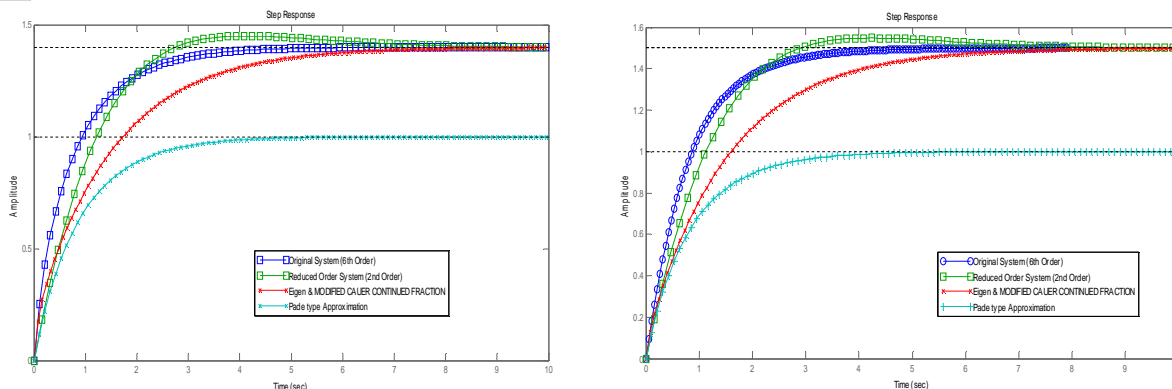 Step Response
1.5
1
0.5
0
Amplitude
0 1 2 3 4 5 6 7 8 9 10
Time (sec)
Original System (6th Order)
Reduced Order System (2nd Order)
Eigen & MODIFIED CAUER CONTINUED FRACTION
Pade type Approximation
Step Response
1.6
1.4
1.2
1
0.8
0.6
0.4
0.2
0
Amplitude
0 1 2 3 4 5 6 7 8 9
Time (sec)
Original System (6th Order)
Reduced Order System (2nd Order)
Eigen & MODIFIED CAUER CONTINUED FRACTION
Pade type Approximation